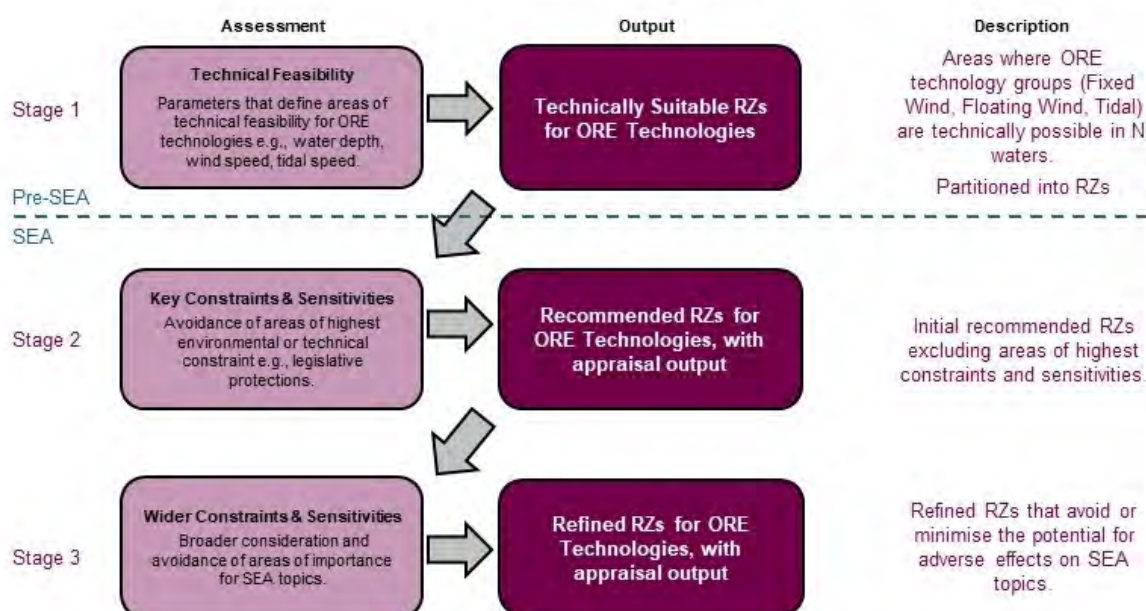 Assessment
Output
Description
Stage 1
Technical Feasibility
Parameters that define areas of
technical feasibility for ORE
technologies e.g., water depth,
wind speed, tidal speed.
Technically Suitable RZs
for ORE Technologies
Areas where ORE
technology groups (Fixed
Wind, Floating Wind, Tidal)
are technically possible in N
waters.
Partitioned into RZs
Pre-SEA
SEA
Stage 2
Key Constraints & Sensitivities
Avoidance of areas of highest
environmental or technical
constraint e.g., legislative
protections.
Recommended RZs for
ORE Technologies, with
appraisal output
Initial recommended RZs
excluding areas of highest
constraints and sensitivities.
Stage 3
Wider Constraints & Sensitivities
Broader consideration and
avoidance of areas of importance
for SEA topics.
Refined RZs for ORE
Technologies, with
appraisal output
Refined RZs that avoid or
minimise the potential for
adverse effects on SEA
topics.